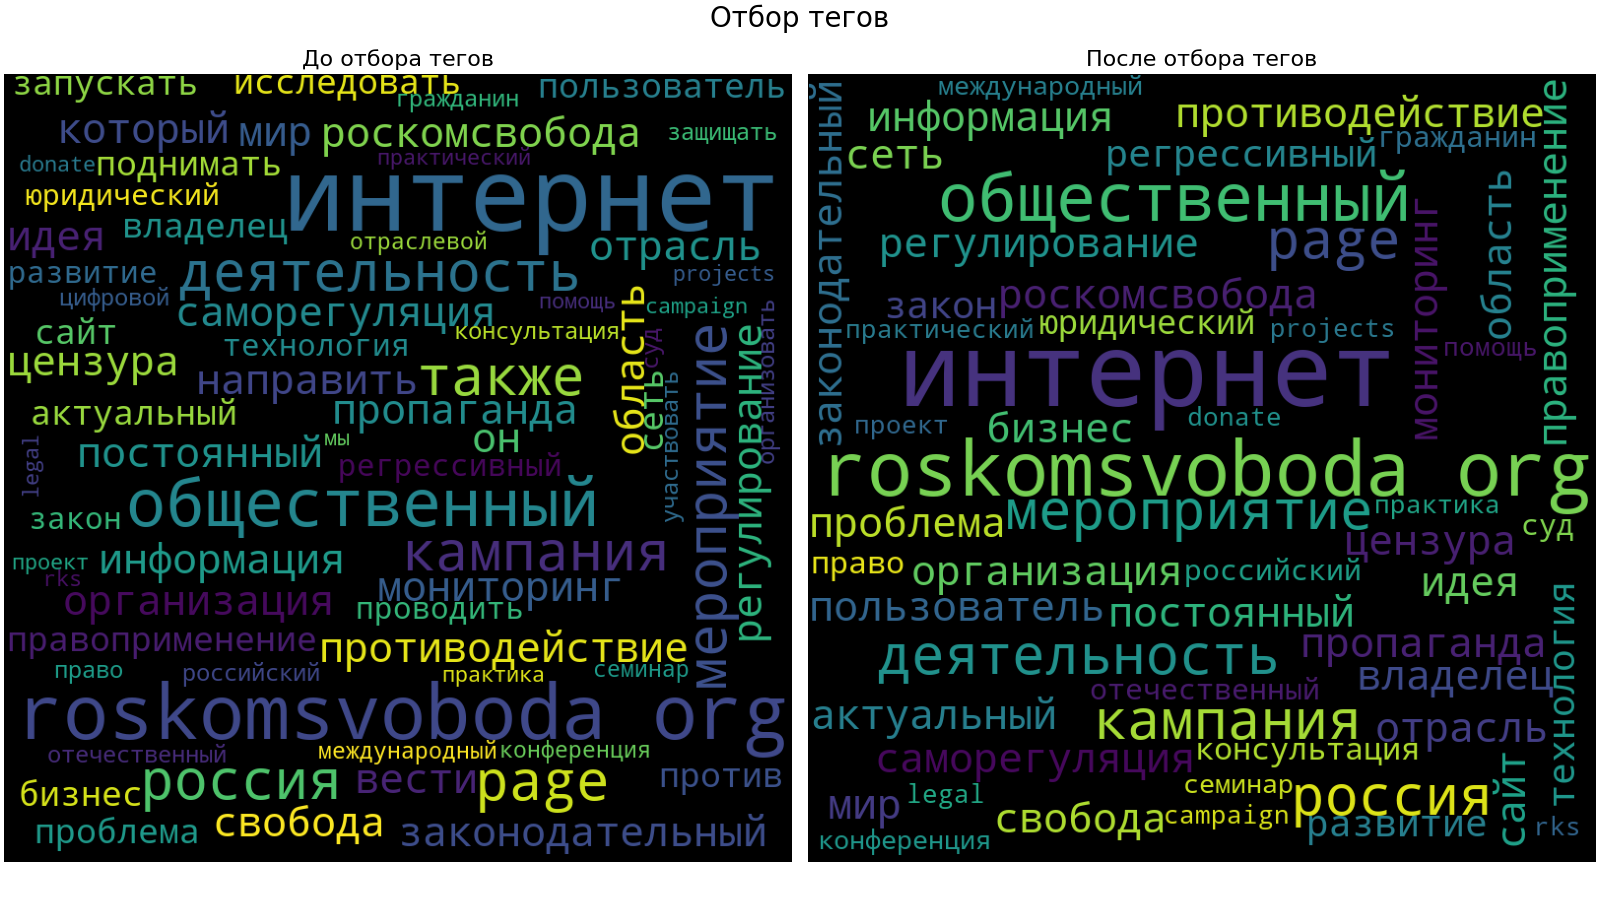 Отбор тегов
До отбора тегов
запускать исследовать пользователь
гражданин
который мир роскомсвобода защищать
donate поднимать практический
юридический интернет
идея владелец отраслевой отрасль
развитие деятельность projects
цифровой помощь campaign
саморегуляция
сайт технология консультация
цензура
направить также
область
суд
сеть
участвовать
мероприятие
регулирование
организовать
актуальный пропаганда
мы он
legal
постоянный регрессивный
закон общественный
проект информация кампания
rks мониторинг
организация проводить
правоприменение противодействие
право российский практика семинар
roskomsvoboda org
отечественный международный конференция
россия вести page против
бизнес
проблема свобода законодательный
После отбора тегов
международный
законодательный
информация противодействие
правоприменение
сеть регрессивный гражданин
общественный
мониторинг
область
регулирование page
закон роскомсвобода
практический юридический projects
интернет помощь
проект бизнес donate
roskomsvoboda org
проблема мероприятие практика
суд
право цензура
организация российский идея
пользователь постоянный
технология
деятельность пропаганда
отечественный владелец
актуальный кампания отрасль
саморегуляция консультация
сайт
мир legal семинар россия
свобода campaign развитие rks
конференция